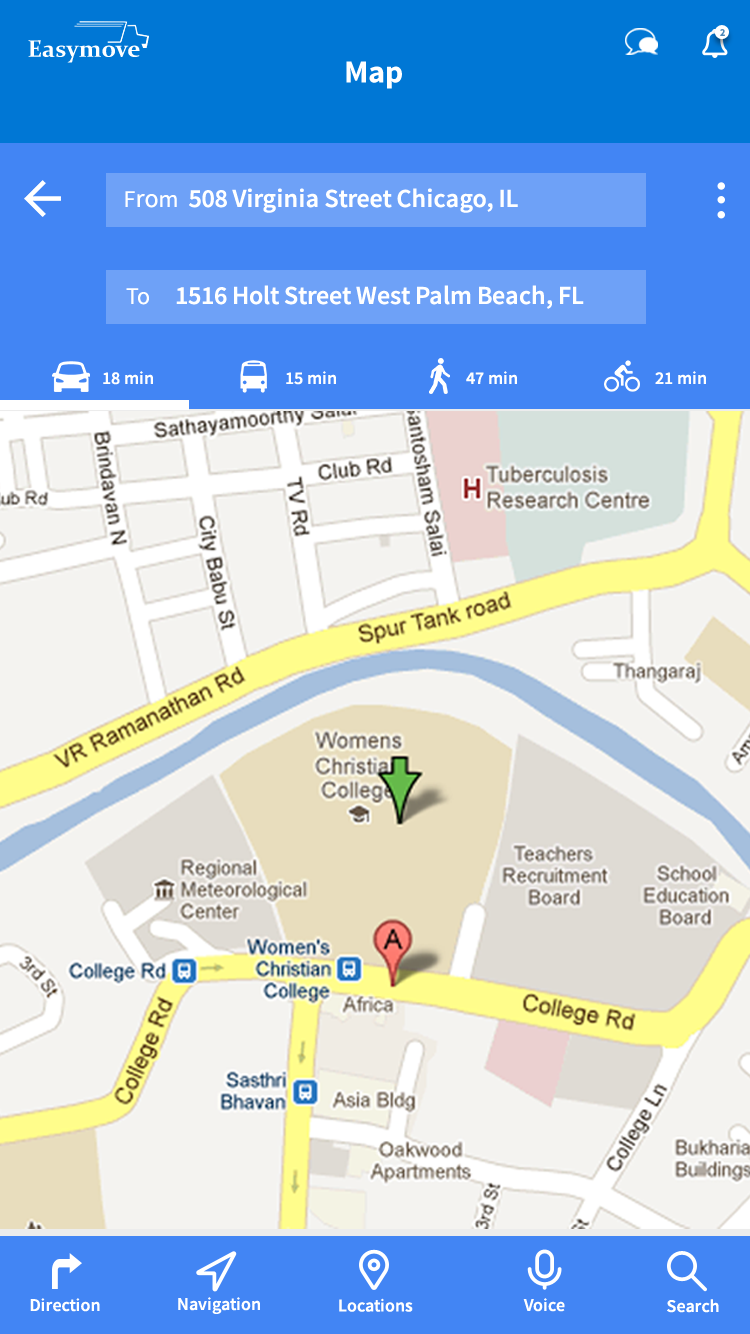 Easymove
2
Map
From 508 Virginia Street Chicago, IL
To 1516 Holt Street West Palm Beach, FL
18 min
15 min
47 min
21 min
Sathayamoorthy Salai
Brindavan N
Club Rd
TV Rd
City Babu St
Santosham Salai
H
Tuberculosis
Research Centre
ub Rd
Spur Tank road
VR Ramanathan Rd
Thangaraj
Am
Womens
Christian
College
Regional
Meteorological
Center
Teachers
Recruitment
Board
School
Education
Board
3rd St
College Rd
Women's
Christian
College
A
Africa
College Rd
College Rd
Sasthri
Bhavan
Asia Bldg
Oakwood
Apartments
College Ln
Bukharia
Buildings
3rd St
St
Direction
Navigation
Locations
Voice
Search